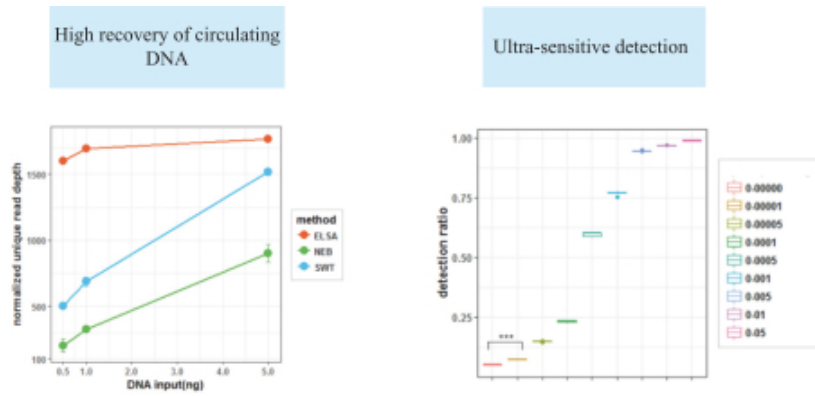 High recovery of circulating
DNA
Ultra-sensitive detection
normalized unique read depth
1500
1000
500
100
0.5
1.0
2.0
3.0
4.0
5.0
DNA input(ng)
method
ELSA
NEB
SWT
detection ratio
1.00
0.75
0.50
0.25
***
0.00000
0.00001
0.00005
0.0001
0.0005
0.001
0.005
0.01
0.05